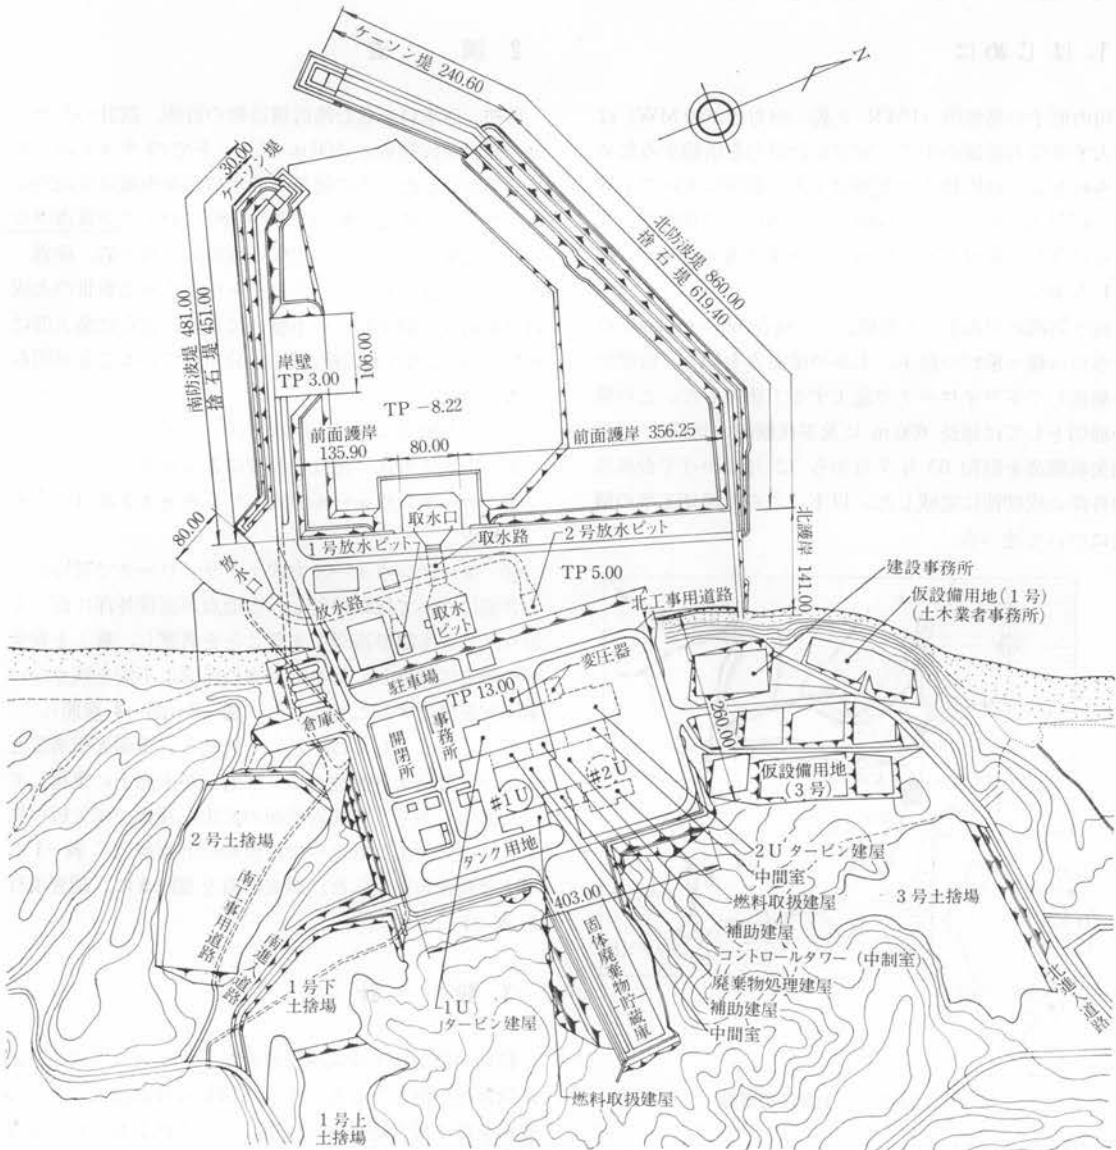 ケーソン堤 240.60
N
30.00
ケーソン堤
南防波堤 481.00
捨石堤 451.00
北防波堤 860.00
捨石堤 619.40
岸壁
TP 3.00
106.00
TP -8.22
前面護岸
135.90
80.00
前面護岸 356.25
80.00
放水口
取水口
1号放水ピット
取水路
2号放水ピット
北護岸 141.00
TP 5.00
建設事務所
仮設備用地(1号)
(土木業者事務所)
放水路
取水
ピット
北工事用道路
駐車場
変圧器
TP 13.00
倉庫
開閉所
事務所
260.00
#1U
#2U
仮設備用地
(3号)
2号土捨場
タンク用地
2U タービン建屋
中間室
燃料取扱建屋
3号土捨場
403.00
補助建屋
コントロールタワー(中制室)
廃棄物処理建屋
補助建屋
中間室
南工事用道路
南進入道路
1号下
土捨場
1U
タービン建屋
固体廃棄物貯蔵庫
北進入道路
燃料取扱建屋
1号上
土捨場